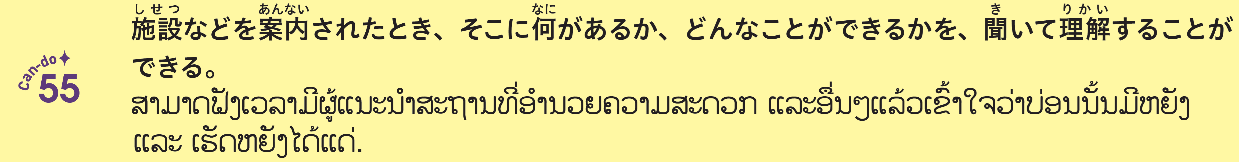 しせつ あんない なに き りかい
施設などを案内されたとき、そこに何があるか、どんなことができるかを、聞いて理解することが
できる。
Can-do 55
ສາມາດຟັງເວລາມີຜູ້ແນະນຳສະຖານທີ່ອຳນວຍຄວາມສະດວກ ແລະອື່ນໆແລ້ວເຂົ້າໃຈວ່າບ່ອນນັ້ນມີຫຍັງ
ແລະ ເຮັດຫຍັງໄດ້ແດ່.